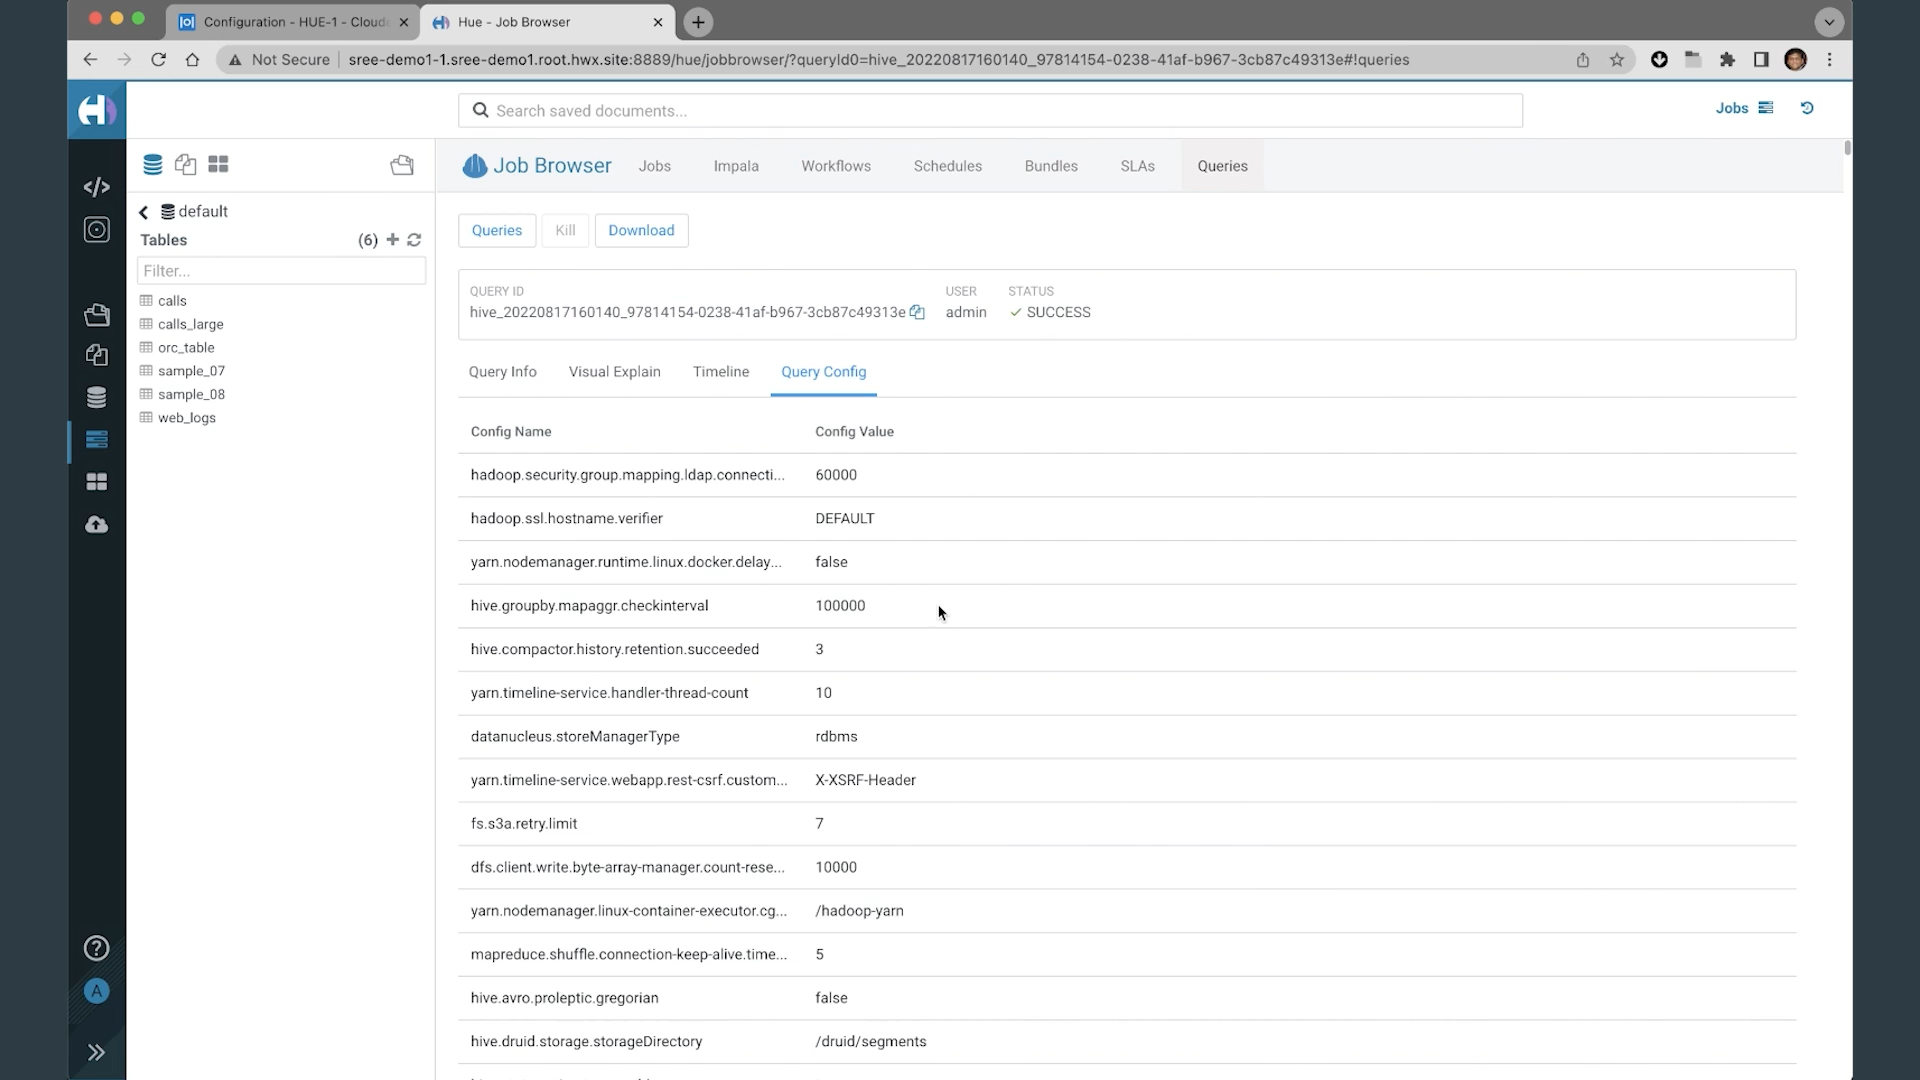 Configuration - HUE-1 - Cloud
Hue - Job Browser
Not Secure
sree-demo1-1.sree-demo1.root.hwx.site:8889/hue/jobbrowser/?queryId0=hive_20220817160140_97814154-0238-41af-b967-3cb87c49313e#!queries
Search saved documents...
Jobs
Job Browser
Jobs
Impala
Workflows
Schedules
Bundles
SLAs
Queries
default
Tables
(6)
Filter...
calls
calls_large
orc_table
sample_07
sample_08
web_logs
Queries
Kill
Download
QUERY ID
hive_20220817160140_97814154-0238-41af-b967-3cb87c49313e
USER
admin
STATUS
SUCCESS
Query Info
Visual Explain
Timeline
Query Config
Config Name Config Value
hadoop.security.group.mapping.ldap.connecti... 60000
hadoop.ssl.hostname.verifier DEFAULT
yarn.nodemanager.runtime.linux.docker.delay... false
hive.groupby.mapaggr.checkinterval 100000
hive.compactor.history.retention.succeeded 3
yarn.timeline-service.handler-thread-count 10
datanucleus.storeManagerType rdbms
yarn.timeline-service.webapp.rest-csrf.custom... X-XSRF-Header
fs.s3a.retry.limit 7
dfs.client.write.byte-array-manager.count-rese... 10000
yarn.nodemanager.linux-container-executor.cg... /hadoop-yarn
mapreduce.shuffle.connection-keep-alive.time... 5
hive.avro.proleptic.gregorian false
hive.druid.storage.storageDirectory /druid/segments
A